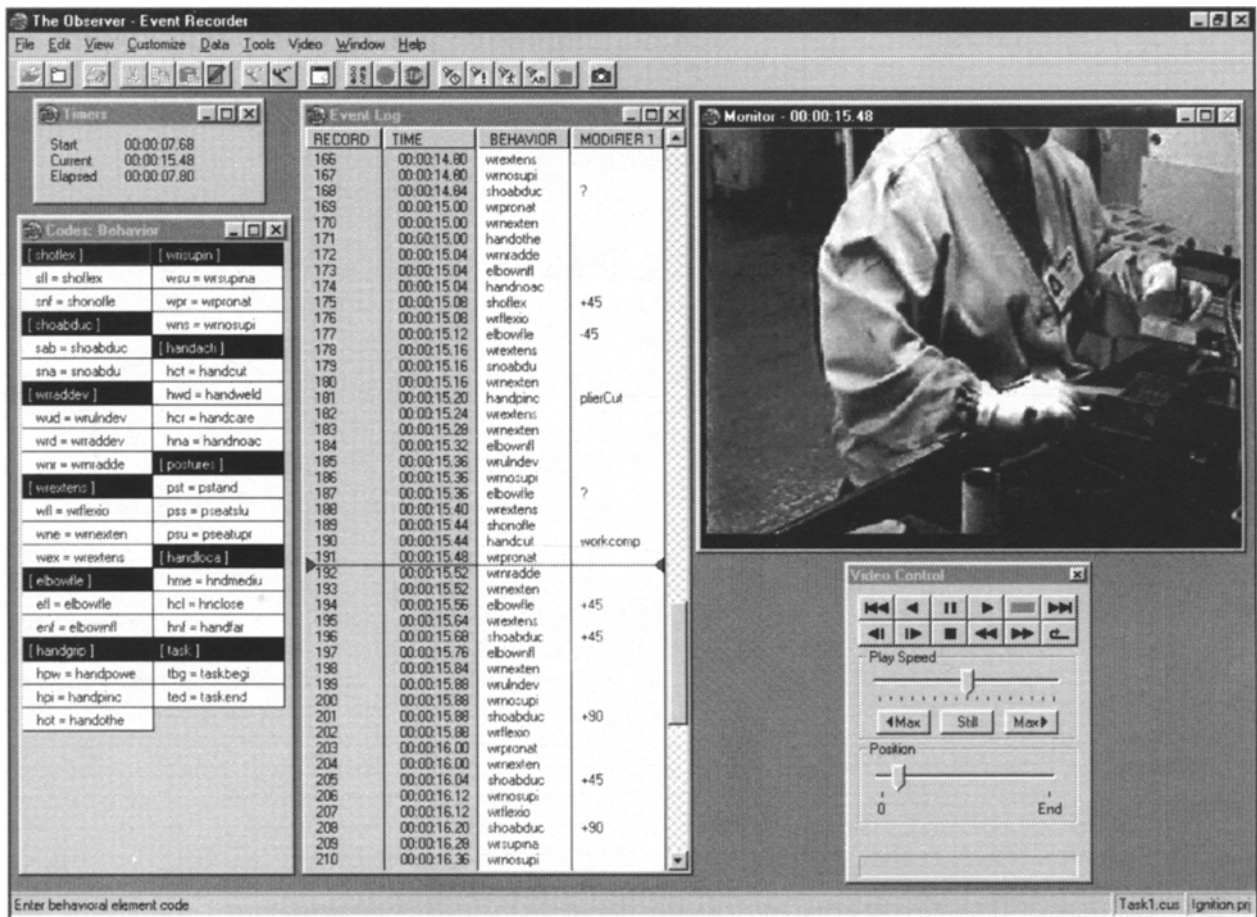 The Observer - Event Recorder
File Edit View Customize Data Tools Video Window Help
Timers
Start 00:00:07.68
Current 00:00:15.48
Elapsed 00:00:07.80
Codes: Behavior
[ shoflex ] [ wrisupin ]
sfl = shoflex wsu = wrsupina
snf = shonofle wpr = wrpronat
[ shoabduc ] wns = wrnosupi
sab = shoabduc [ handacti ]
sna = snoabdu hct = handcut
[ wrraddev ] hwd = handweld
wud = wrulndev hcr = handcare
wrd = wrraddev hna = handnoac
wnr = wrnradde [ postures ]
[ wrextens ] pst = pstand
wfl = wrflexio pss = pseatslu
wne = wrnexten psu = pseatupr
wex = wrextens [ handloca ]
[ elbowfle ] hme = hndmediu
efl = elbowfle hcl = hnclose
enf = elbownfl hnf = handfar
[ handgrip ] [ task ]
hpw = handpowe tbg = taskbegi
hpi = handpinc ted = taskend
hot = handothe
Event Log
RECORD TIME BEHAVIOR MODIFIER 1
166 00:00:14.80 wrextens
167 00:00:14.80 wrnosupi
168 00:00:14.84 shoabduc ?
169 00:00:15.00 wrpronat
170 00:00:15.00 wrnexten
171 00:00:15.00 handothe
172 00:00:15.04 wrnradde
173 00:00:15.04 elbownfl
174 00:00:15.04 handnoac
175 00:00:15.08 shoflex +45
176 00:00:15.08 wrflexio
177 00:00:15.12 elbowfle -45
178 00:00:15.16 wrextens
179 00:00:15.16 snoabdu
180 00:00:15.16 wrnexten
181 00:00:15.20 handpinc plierCut
182 00:00:15.24 wrextens
183 00:00:15.28 wrnexten
184 00:00:15.32 elbownfl
185 00:00:15.36 wrulndev
186 00:00:15.36 wrnosupi
187 00:00:15.36 elbowfle ?
188 00:00:15.40 wrextens
189 00:00:15.44 shonofle
190 00:00:15.44 handcut workcomp
191 00:00:15.48 wrpronat
192 00:00:15.52 wrnradde
193 00:00:15.52 wrnexten
194 00:00:15.56 elbowfle +45
195 00:00:15.64 wrextens
196 00:00:15.68 shoabduc +45
197 00:00:15.76 elbownfl
198 00:00:15.84 wrnexten
199 00:00:15.88 wrulndev
200 00:00:15.88 wrnosupi
201 00:00:15.88 shoabduc +90
202 00:00:15.88 wrflexio
203 00:00:16.00 wrpronat
204 00:00:16.00 wrnexten
205 00:00:16.04 shoabduc +45
206 00:00:16.12 wrnosupi
207 00:00:16.12 wrflexio
208 00:00:16.20 shoabduc +90
209 00:00:16.28 wrsupina
210 00:00:16.36 wrnosupi
Monitor - 00:00:15.48
Video Control
Play Speed
Max Still Max
Position
0 End
Enter behavioral element code
Task1.cus Ignition.prj